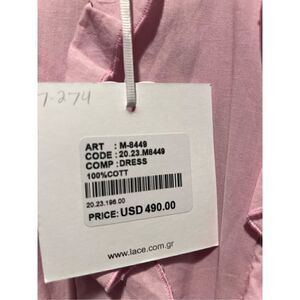 7-274
ART : M-8449
CODE : 20.23.M8449
COMP : DRESS
100%COTT
20.23.196.00
PRICE: USD 490.00
www.lace.com.gr